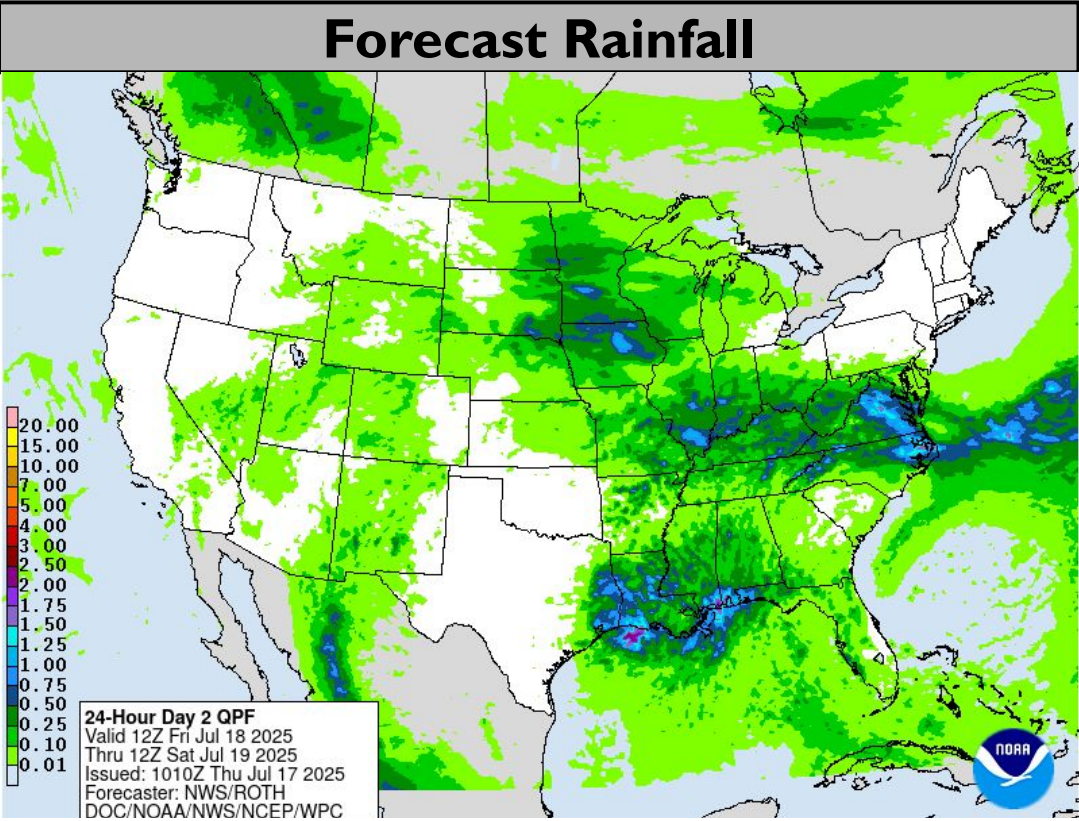 Forecast Rainfall
20.00
15.00
10.00
7.00
5.00
4.00
3.00
2.50
2.00
1.75
1.50
1.25
1.00
0.75
0.50
0.25
0.10
0.01
24-Hour Day 2 QPF
Valid 12Z Fri Jul 18 2025
Thru 12Z Sat Jul 19 2025
Issued: 1010Z Thu Jul 17 2025
Forecaster: NWS/ROTH
DOC/NOAA/NWS/NCEP/WPC
NOAA